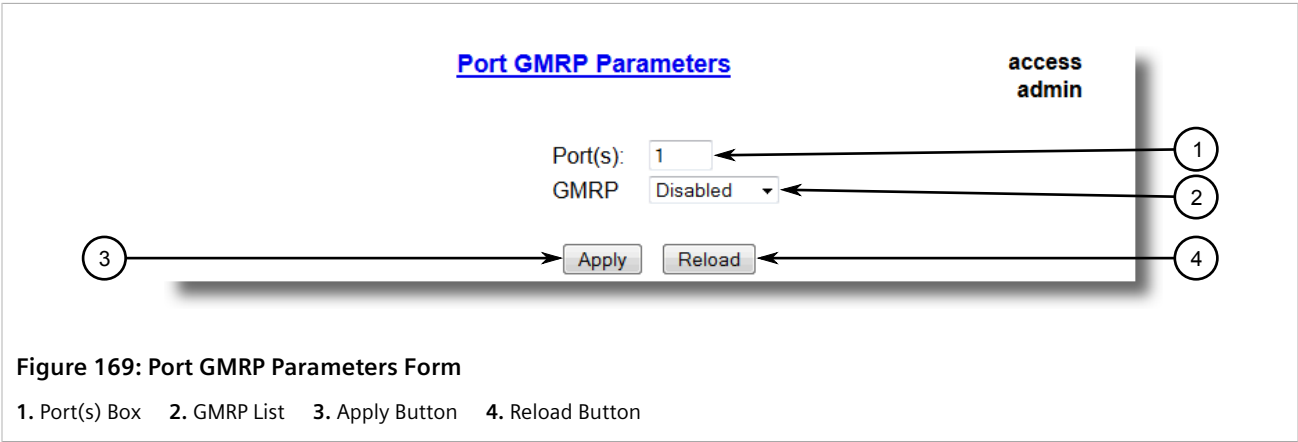 Port GMRP Parameters
access
admin
Port(s): 1
1
GMRP Disabled
2
3
Apply Reload
4
Figure 169: Port GMRP Parameters Form
1. Port(s) Box 2. GMRP List 3. Apply Button 4. Reload Button